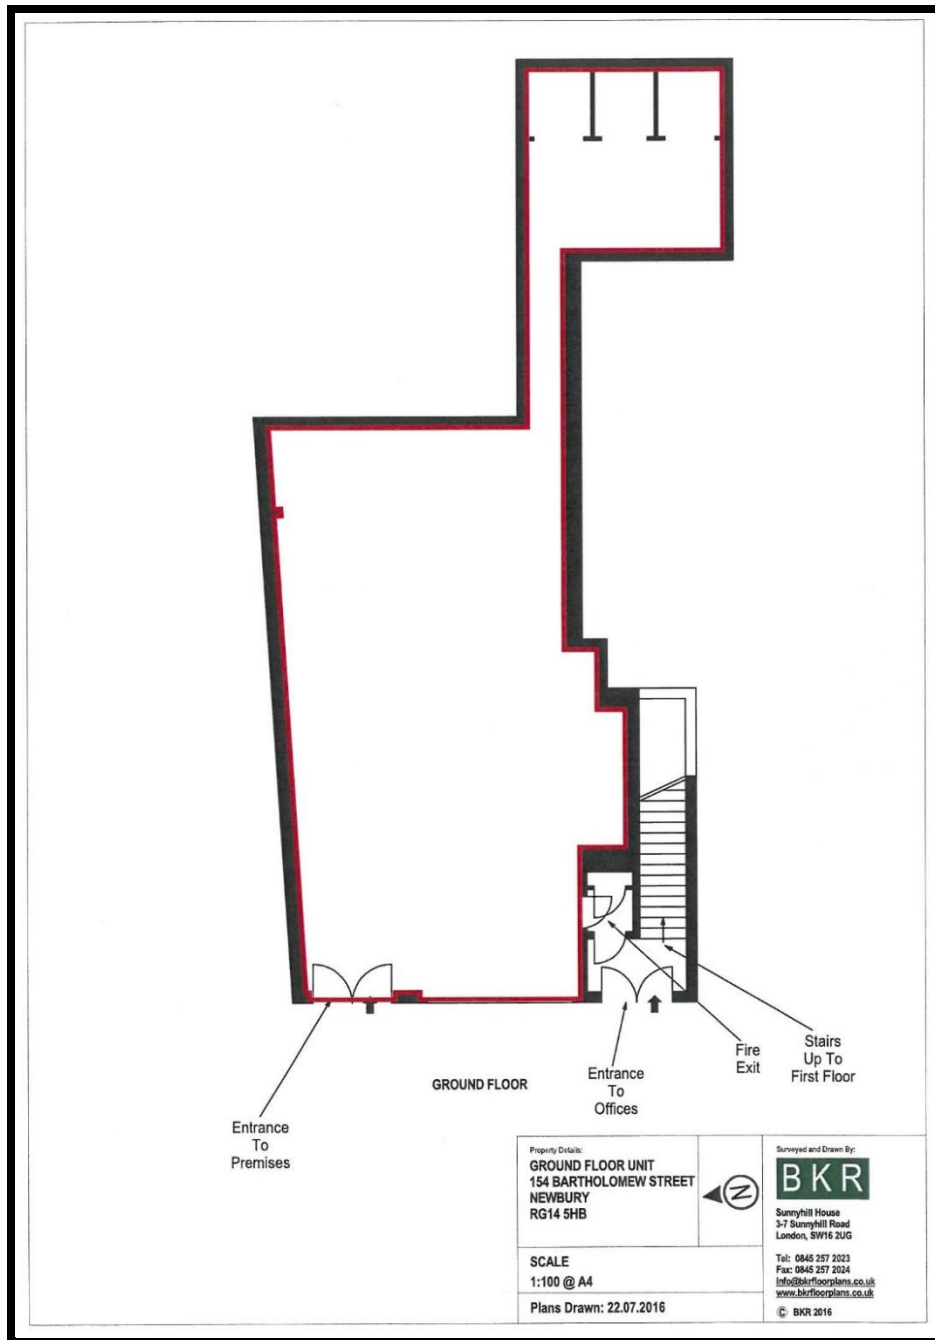 Fire
Exit
Stairs
Up To
First Floor
GROUND FLOOR
Entrance
To
Offices
Entrance
To
Premises
Property Details:
GROUND FLOOR UNIT
154 BARTHOLOMEW STREET
NEWBURY
RG14 5HB
N
SCALE
1:100 @ A4
Plans Drawn: 22.07.2016
Surveyed and Drawn By:
BKR
Sunnyhill House
3-7 Sunnyhill Road
London, SW16 2UG
Tel: 0845 257 2023
Fax: 0845 257 2024
info@bkrfloorplans.co.uk
www.bkrfloorplans.co.uk
© BKR 2016